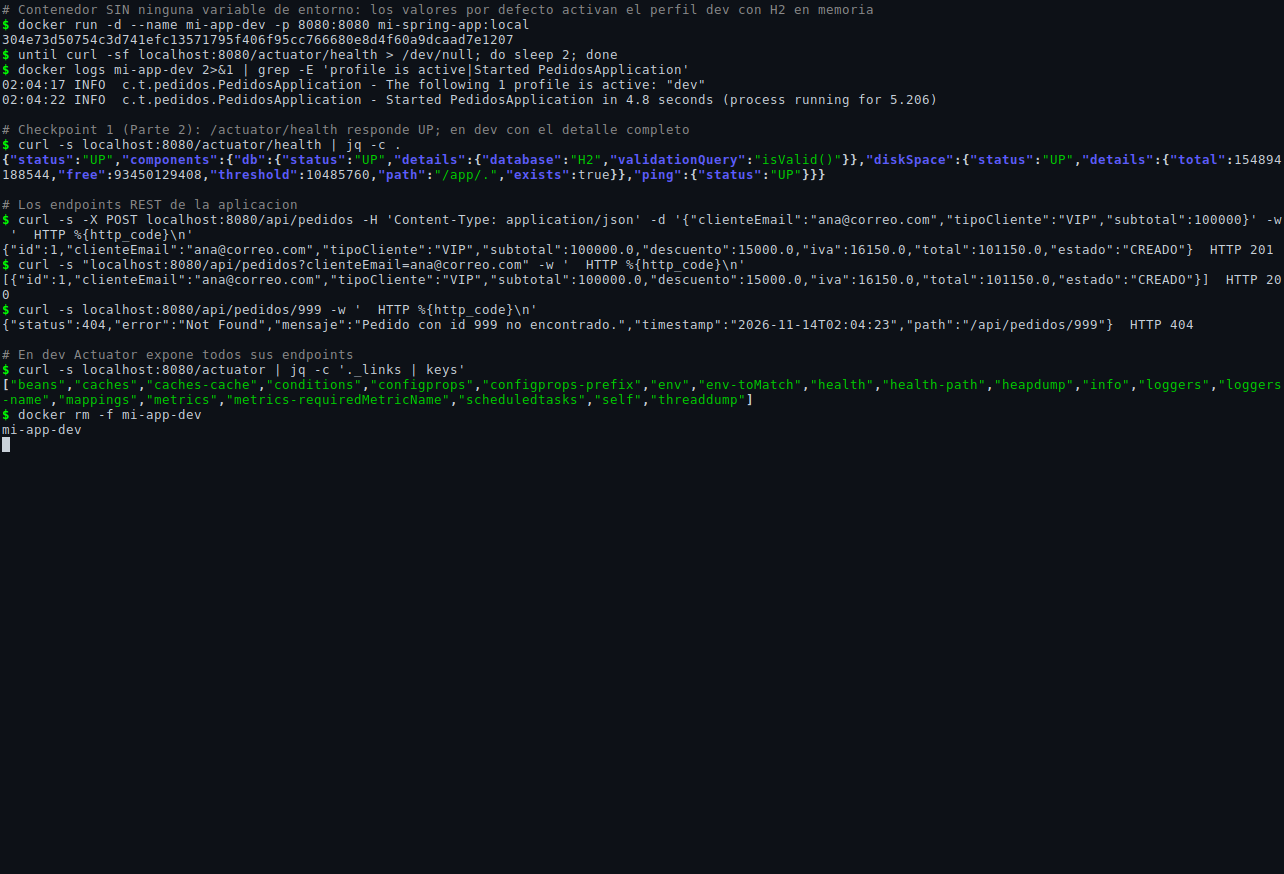 # Contenedor SIN ninguna variable de entorno: los valores por defecto activan el perfil dev con H2 en memoria
$ docker run -d --name mi-app-dev -p 8080:8080 mi-spring-app:local
304e73d50754c3d741efc13571795f406f95cc766680e8d4f60a9dcaad7e1207
$ until curl -sf localhost:8080/actuator/health > /dev/null; do sleep 2; done
$ docker logs mi-app-dev 2>&1 | grep -E 'profile is active|Started PedidosApplication'
02:04:17 INFO  c.t.pedidos.PedidosApplication - The following 1 profile is active: "dev"
02:04:22 INFO  c.t.pedidos.PedidosApplication - Started PedidosApplication in 4.8 seconds (process running for 5.206)
# Checkpoint 1 (Parte 2): /actuator/health responde UP; en dev con el detalle completo
$ curl -s localhost:8080/actuator/health | jq -c .
{"status":"UP","components":{"db":{"status":"UP","details":{"database":"H2","validationQuery":"isValid()"}},"diskSpace":{"status":"UP","details":{"total":154894
188544,"free":93450129408,"threshold":10485760,"path":"/app/.","exists":true}},"ping":{"status":"UP"}}}
# Los endpoints REST de la aplicacion
$ curl -s -X POST localhost:8080/api/pedidos -H 'Content-Type: application/json' -d '{"clienteEmail":"ana@correo.com","tipoCliente":"VIP","subtotal":100000}' -w
 '  HTTP %{http_code}\n'
{"id":1,"clienteEmail":"ana@correo.com","tipoCliente":"VIP","subtotal":100000.0,"descuento":15000.0,"iva":16150.0,"total":101150.0,"estado":"CREADO"}  HTTP 201
$ curl -s "localhost:8080/api/pedidos?clienteEmail=ana@correo.com" -w '  HTTP %{http_code}\n'
[{"id":1,"clienteEmail":"ana@correo.com","tipoCliente":"VIP","subtotal":100000.0,"descuento":15000.0,"iva":16150.0,"total":101150.0,"estado":"CREADO"}]  HTTP 20
0
$ curl -s localhost:8080/api/pedidos/999 -w '  HTTP %{http_code}\n'
{"status":404,"error":"Not Found","mensaje":"Pedido con id 999 no encontrado.","timestamp":"2026-11-14T02:04:23","path":"/api/pedidos/999"}  HTTP 404
# En dev Actuator expone todos sus endpoints
$ curl -s localhost:8080/actuator | jq -c '._links | keys'
["beans","caches","caches-cache","conditions","configprops","configprops-prefix","env","env-toMatch","health","health-path","heapdump","info","loggers","loggers
-name","mappings","metrics","metrics-requiredMetricName","scheduledtasks","self","threaddump"]
$ docker rm -f mi-app-dev
mi-app-dev